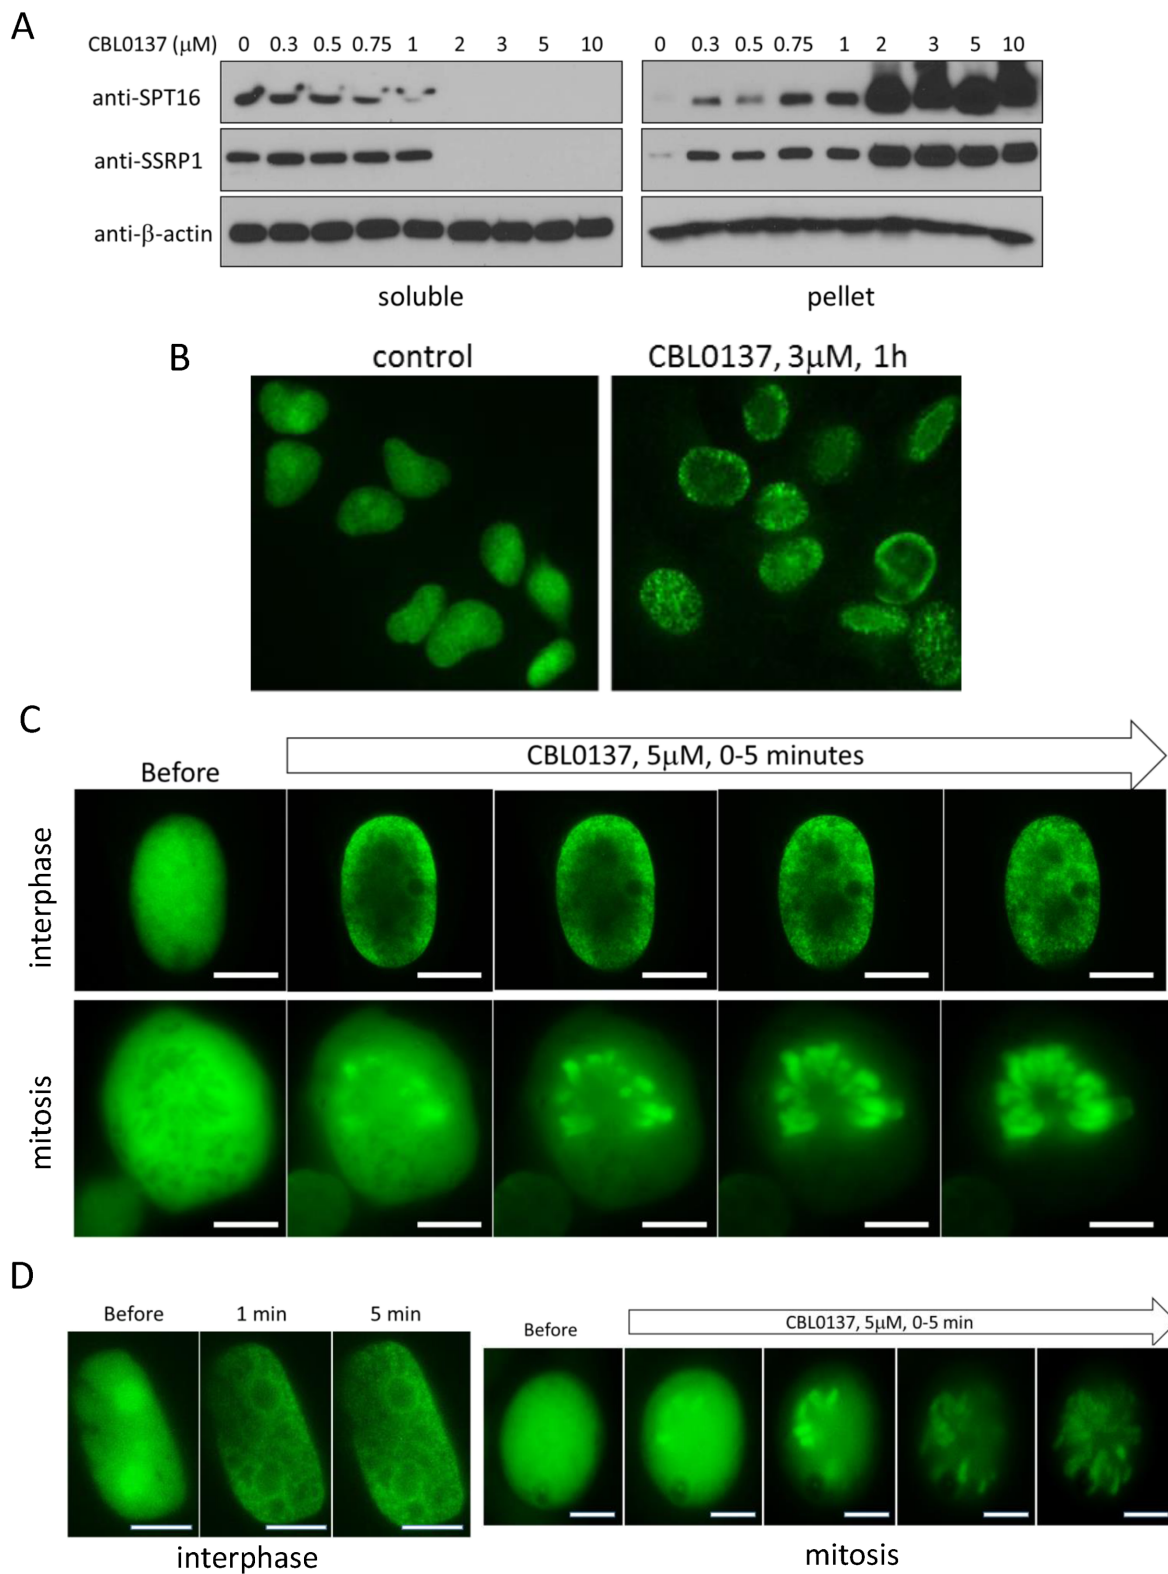 A
CBL0137 (μM) 0 0.3 0.5 0.75 1 2 3 5 10 0 0.3 0.5 0.75 1 2 3 5 10
anti-SPT16
anti-SSRP1
anti-β-actin
soluble pellet
B
control CBL0137, 3μM, 1h
C
CBL0137, 5μM, 0-5 minutes
Before
interphase
mitosis
D
Before 1 min 5 min
CBL0137, 5μM, 0-5 min
Before
interphase mitosis